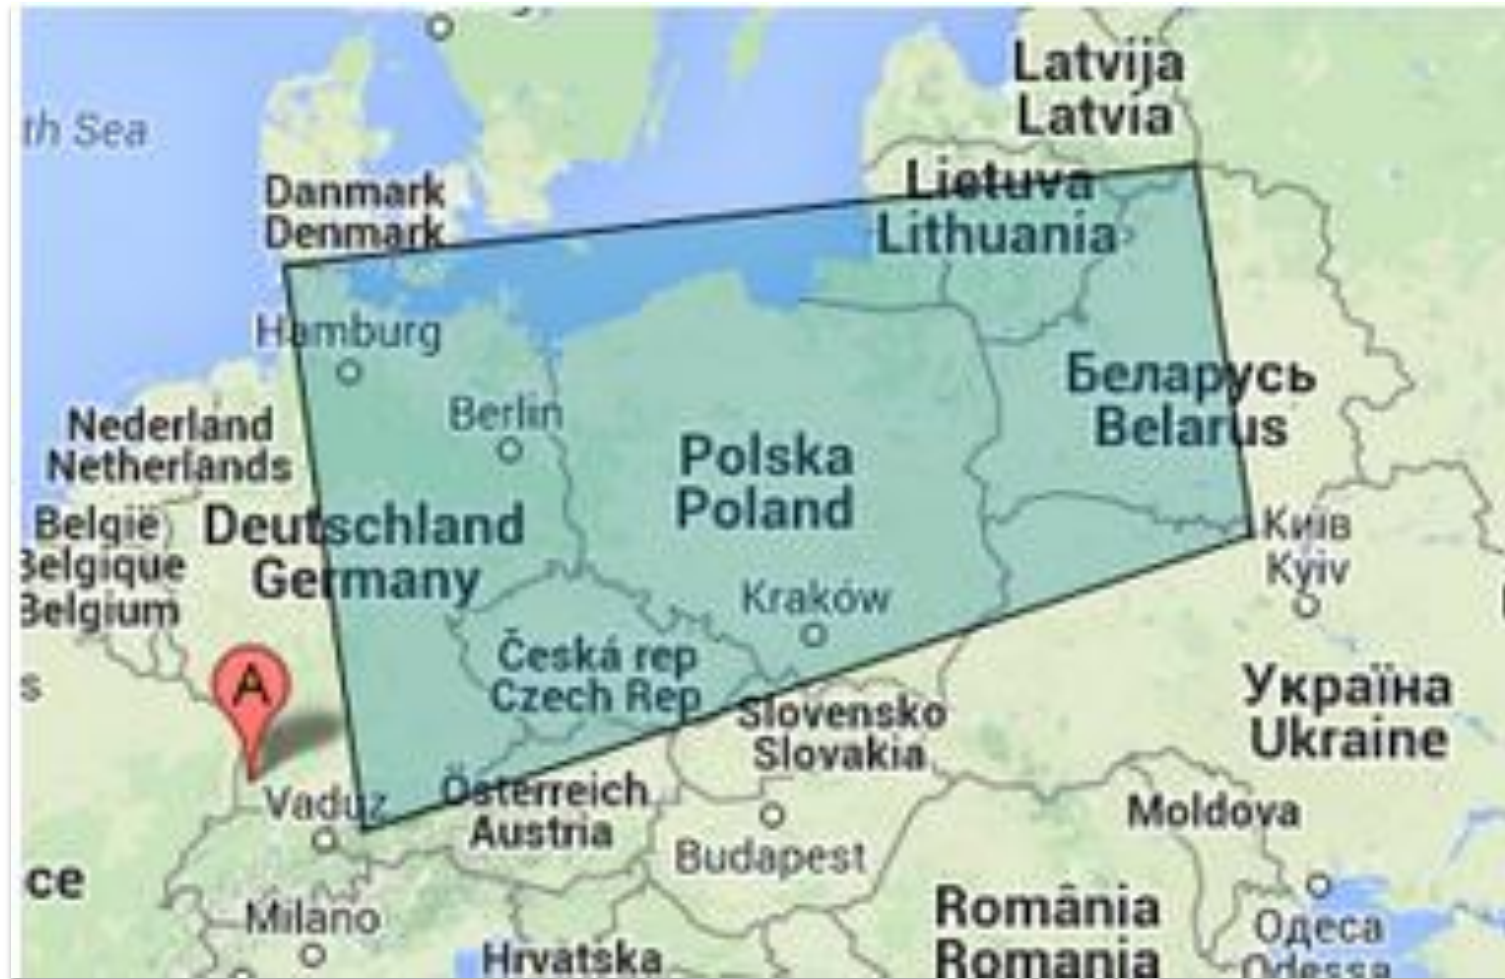 Latvija
Latvia
th Sea
Danmark
Denmark
Lietuva
Lithuania
Hamburg
Беларусь
Belarus
Berlin
Nederland
Netherlands
Polska
Poland
België
Belgique
Belgium
Deutschland
Germany
Київ
Kyiv
Kraków
Česká rep
Czech Rep
s
A
Slovensko
Slovakia
Україна
Ukraine
Vaduz
Österreich
Austria
Moldova
Budapest
ce
Milano
România
Romania
Одеса
Odessa
Hrvatska